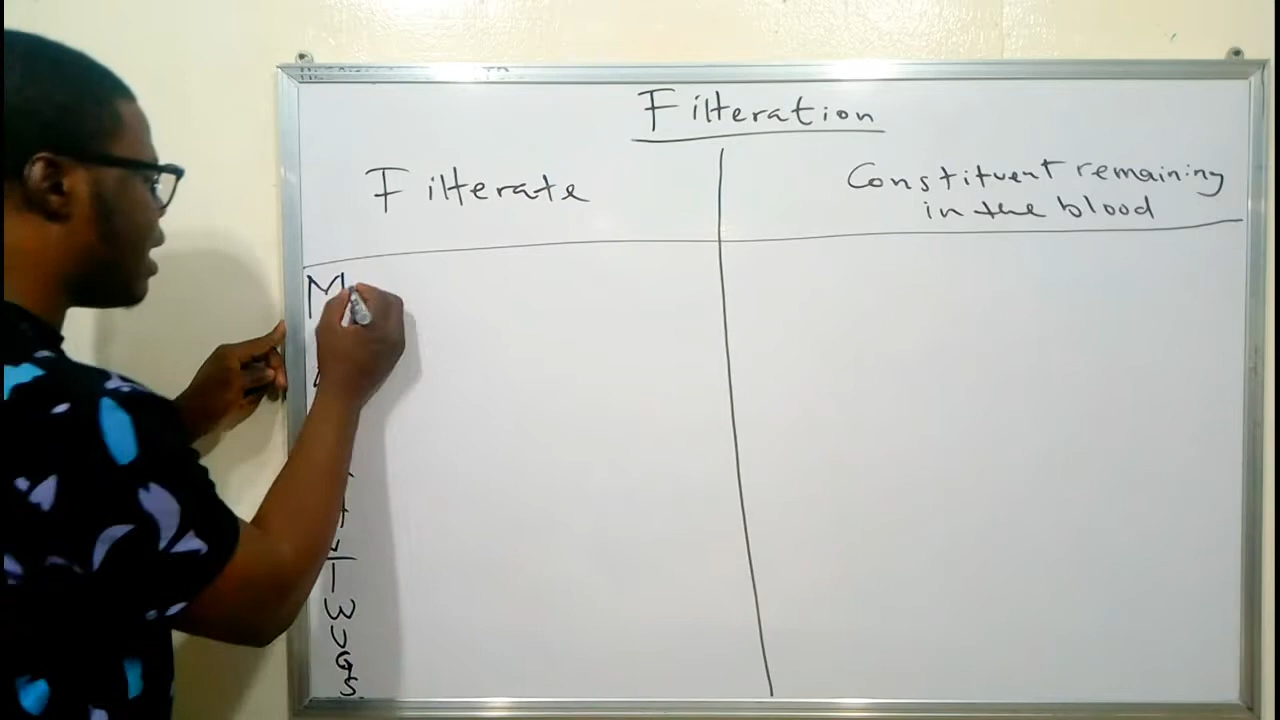 Filteration
Filterate
Constituent remaining
in the blood
M